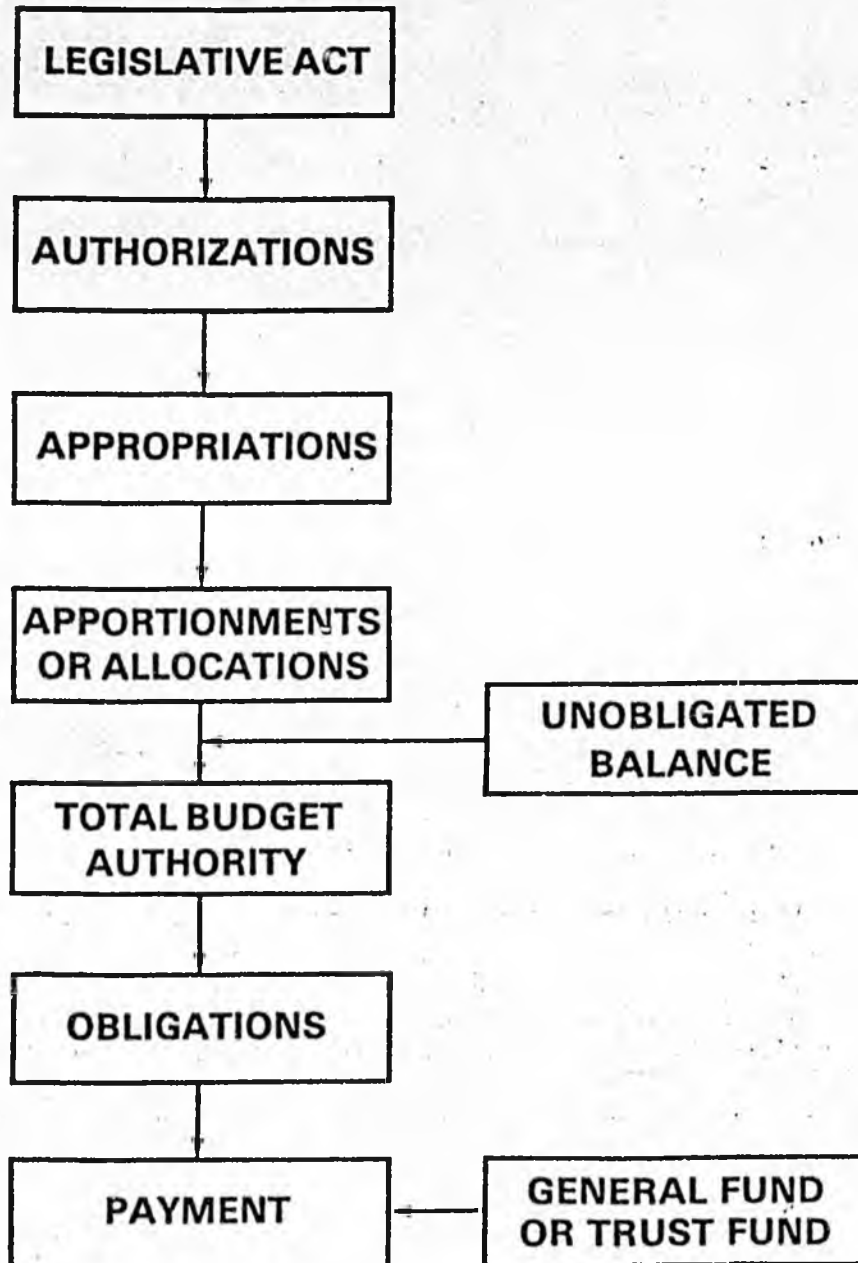 LEGISLATIVE ACT
AUTHORIZATIONS
APPROPRIATIONS
APPORTIONMENTS
OR ALLOCATIONS
UNOBLIGATED
BALANCE
TOTAL BUDGET
AUTHORITY
OBLIGATIONS
PAYMENT
GENERAL FUND
OR TRUST FUND